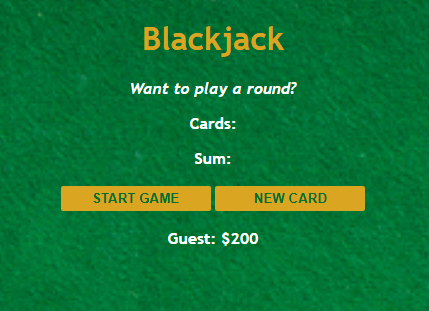 Blackjack
Want to play a round?
Cards:
Sum:
START GAME NEW CARD
Guest: $200